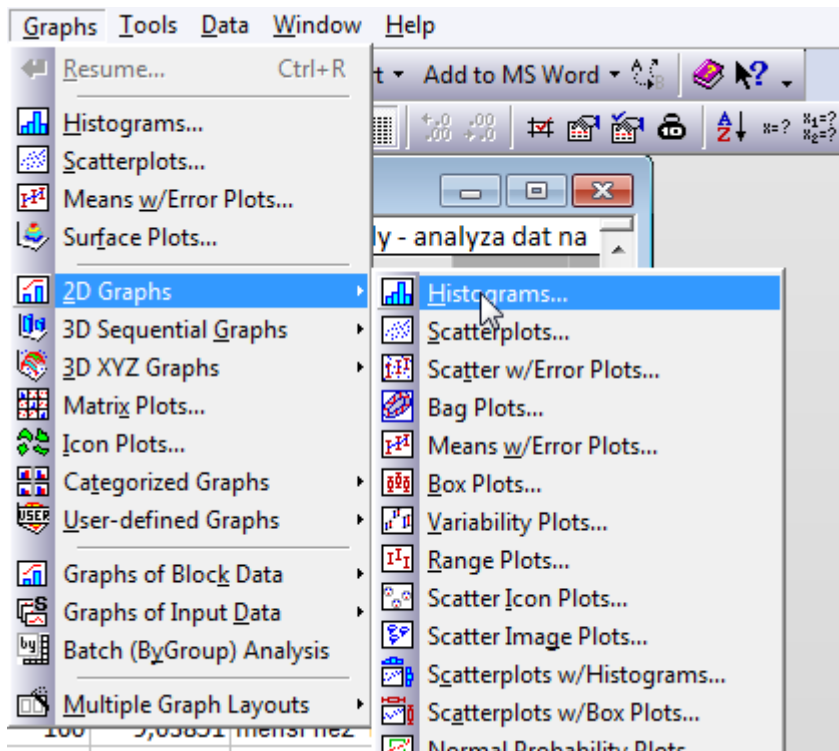 Graphs Tools Data Window Help
Resume... Ctrl+R
Histograms...
Scatterplots...
Means w/Error Plots...
Surface Plots...
2D Graphs
3D Sequential Graphs
3D XYZ Graphs
Matrix Plots...
Icon Plots...
Categorized Graphs
User-defined Graphs
Graphs of Block Data
Graphs of Input Data
Batch (ByGroup) Analysis
Multiple Graph Layouts
Add to MS Word
ly - analyza dat na
Histograms...
Scatterplots...
Scatter w/Error Plots...
Bag Plots...
Means w/Error Plots...
Box Plots...
Variability Plots...
Range Plots...
Scatter Icon Plots...
Scatter Image Plots...
Scatterplots w/Histograms...
Scatterplots w/Box Plots...
Normal Probability Plots